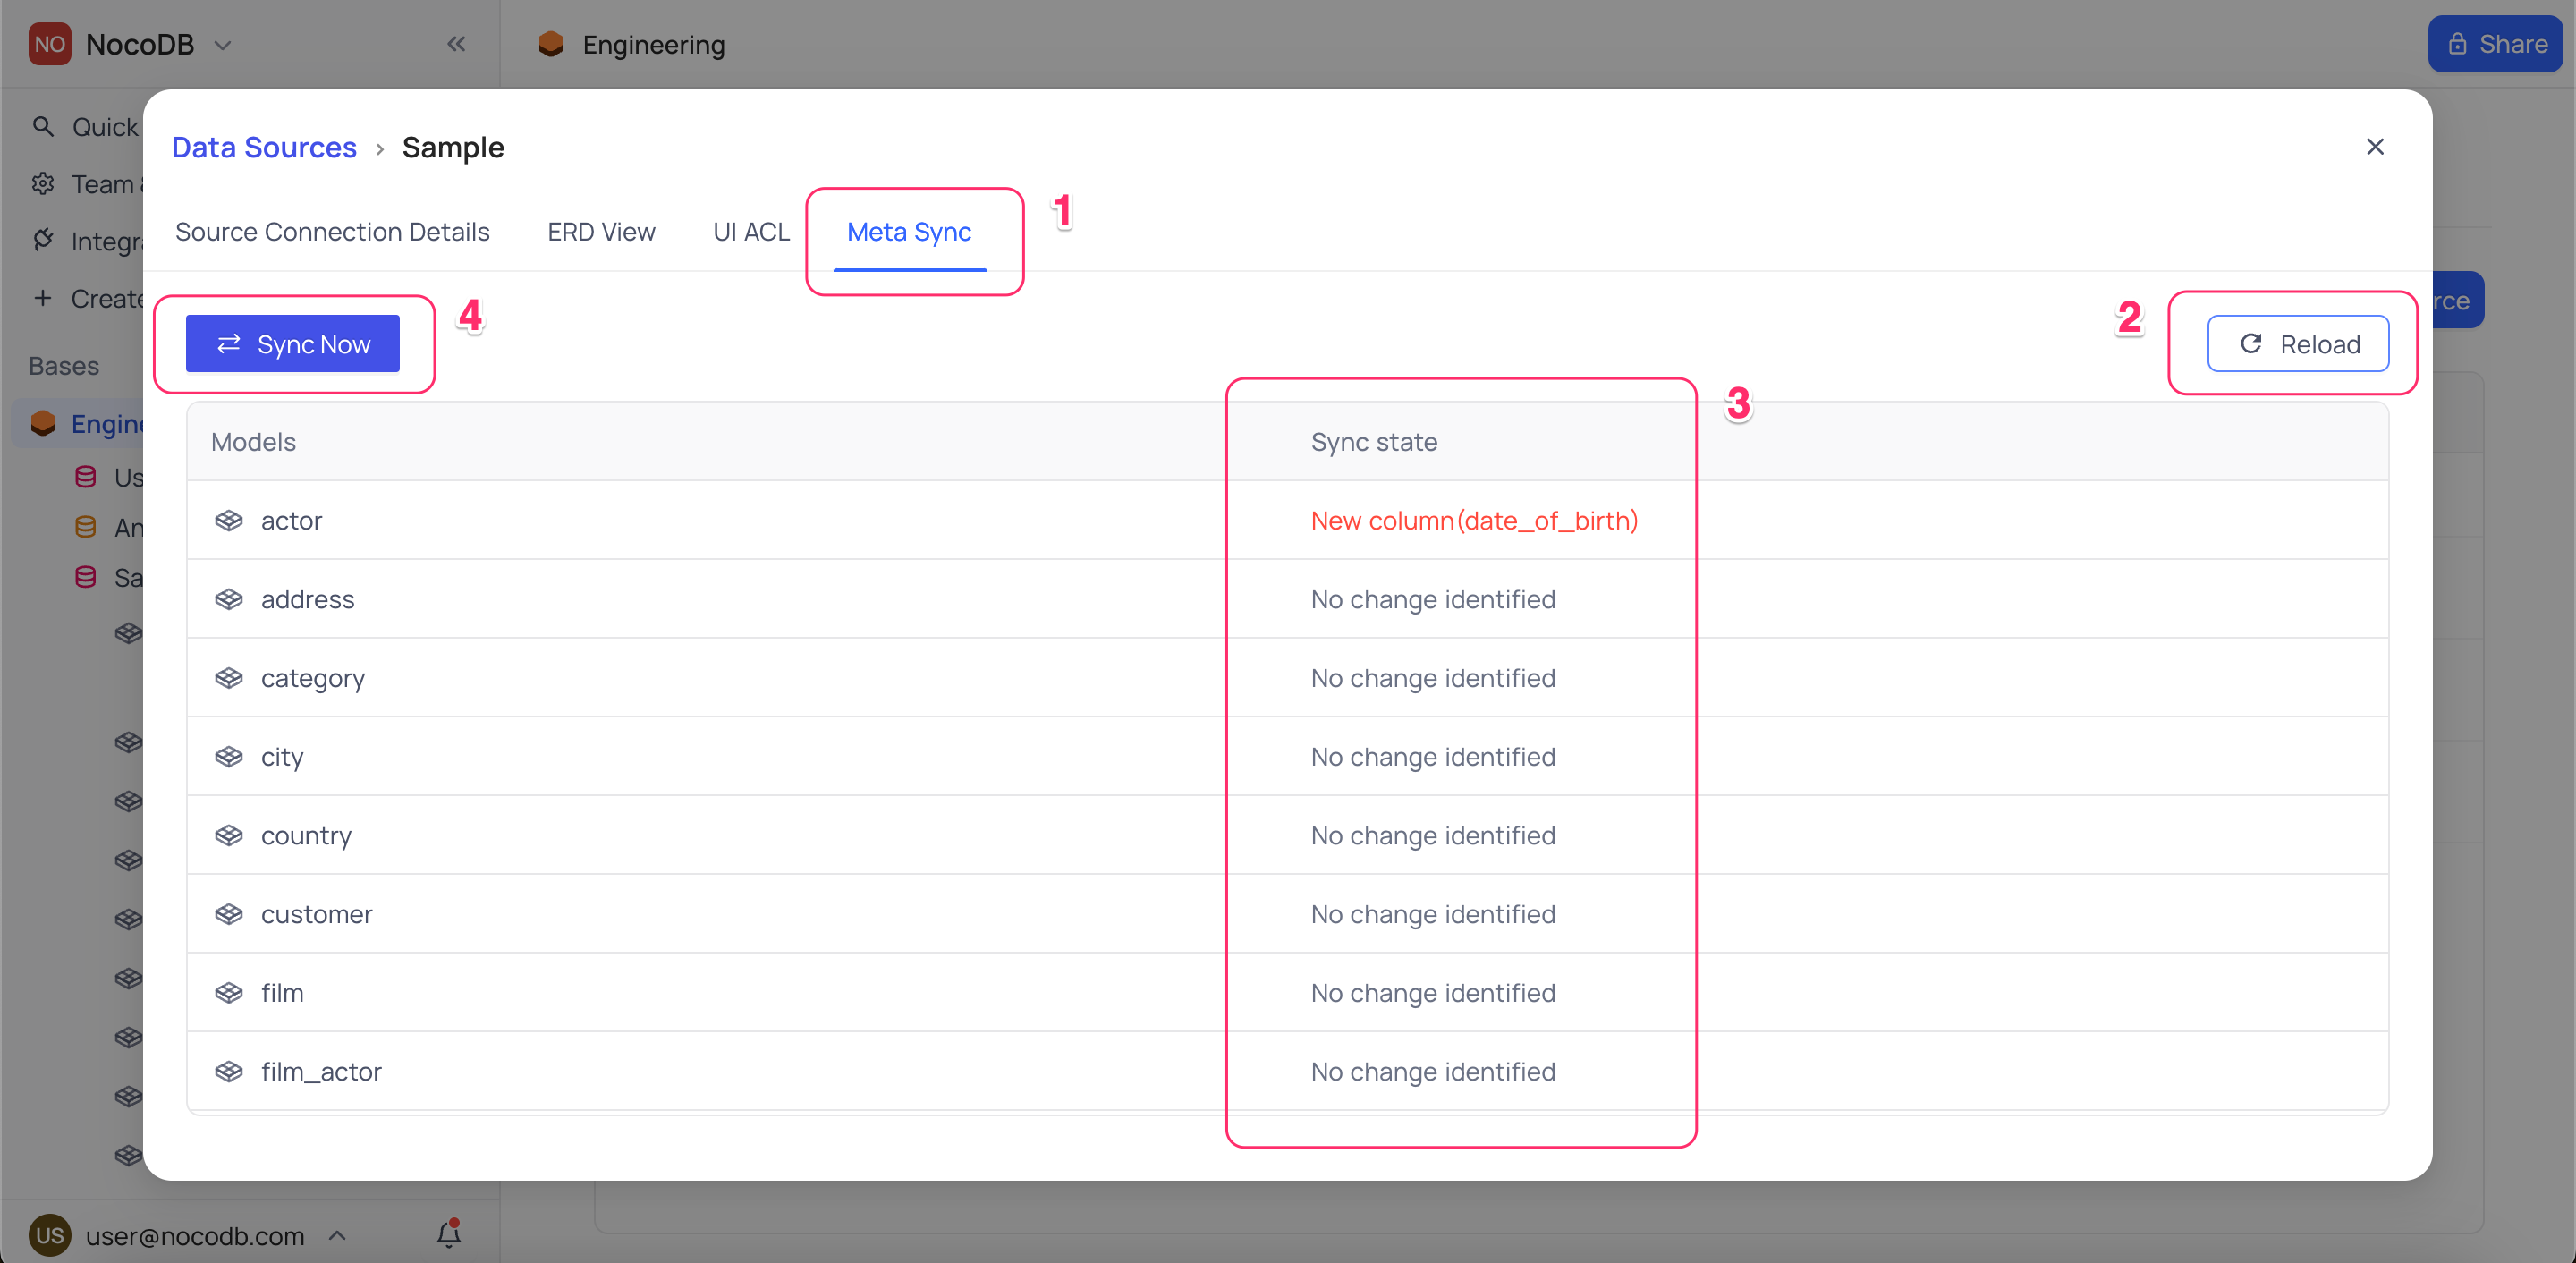 NO NocoDB
Engineering
Share
Quick
Team &
Integr
Create
Bases
Engine
Us
An
Sa
US user@nocodb.com
Data Sources › Sample
Source Connection Details ERD View UI ACL Meta Sync
1
Sync Now
4
2
Reload
rce
3
Models Sync state
actor New column(date_of_birth)
address No change identified
category No change identified
city No change identified
country No change identified
customer No change identified
film No change identified
film_actor No change identified